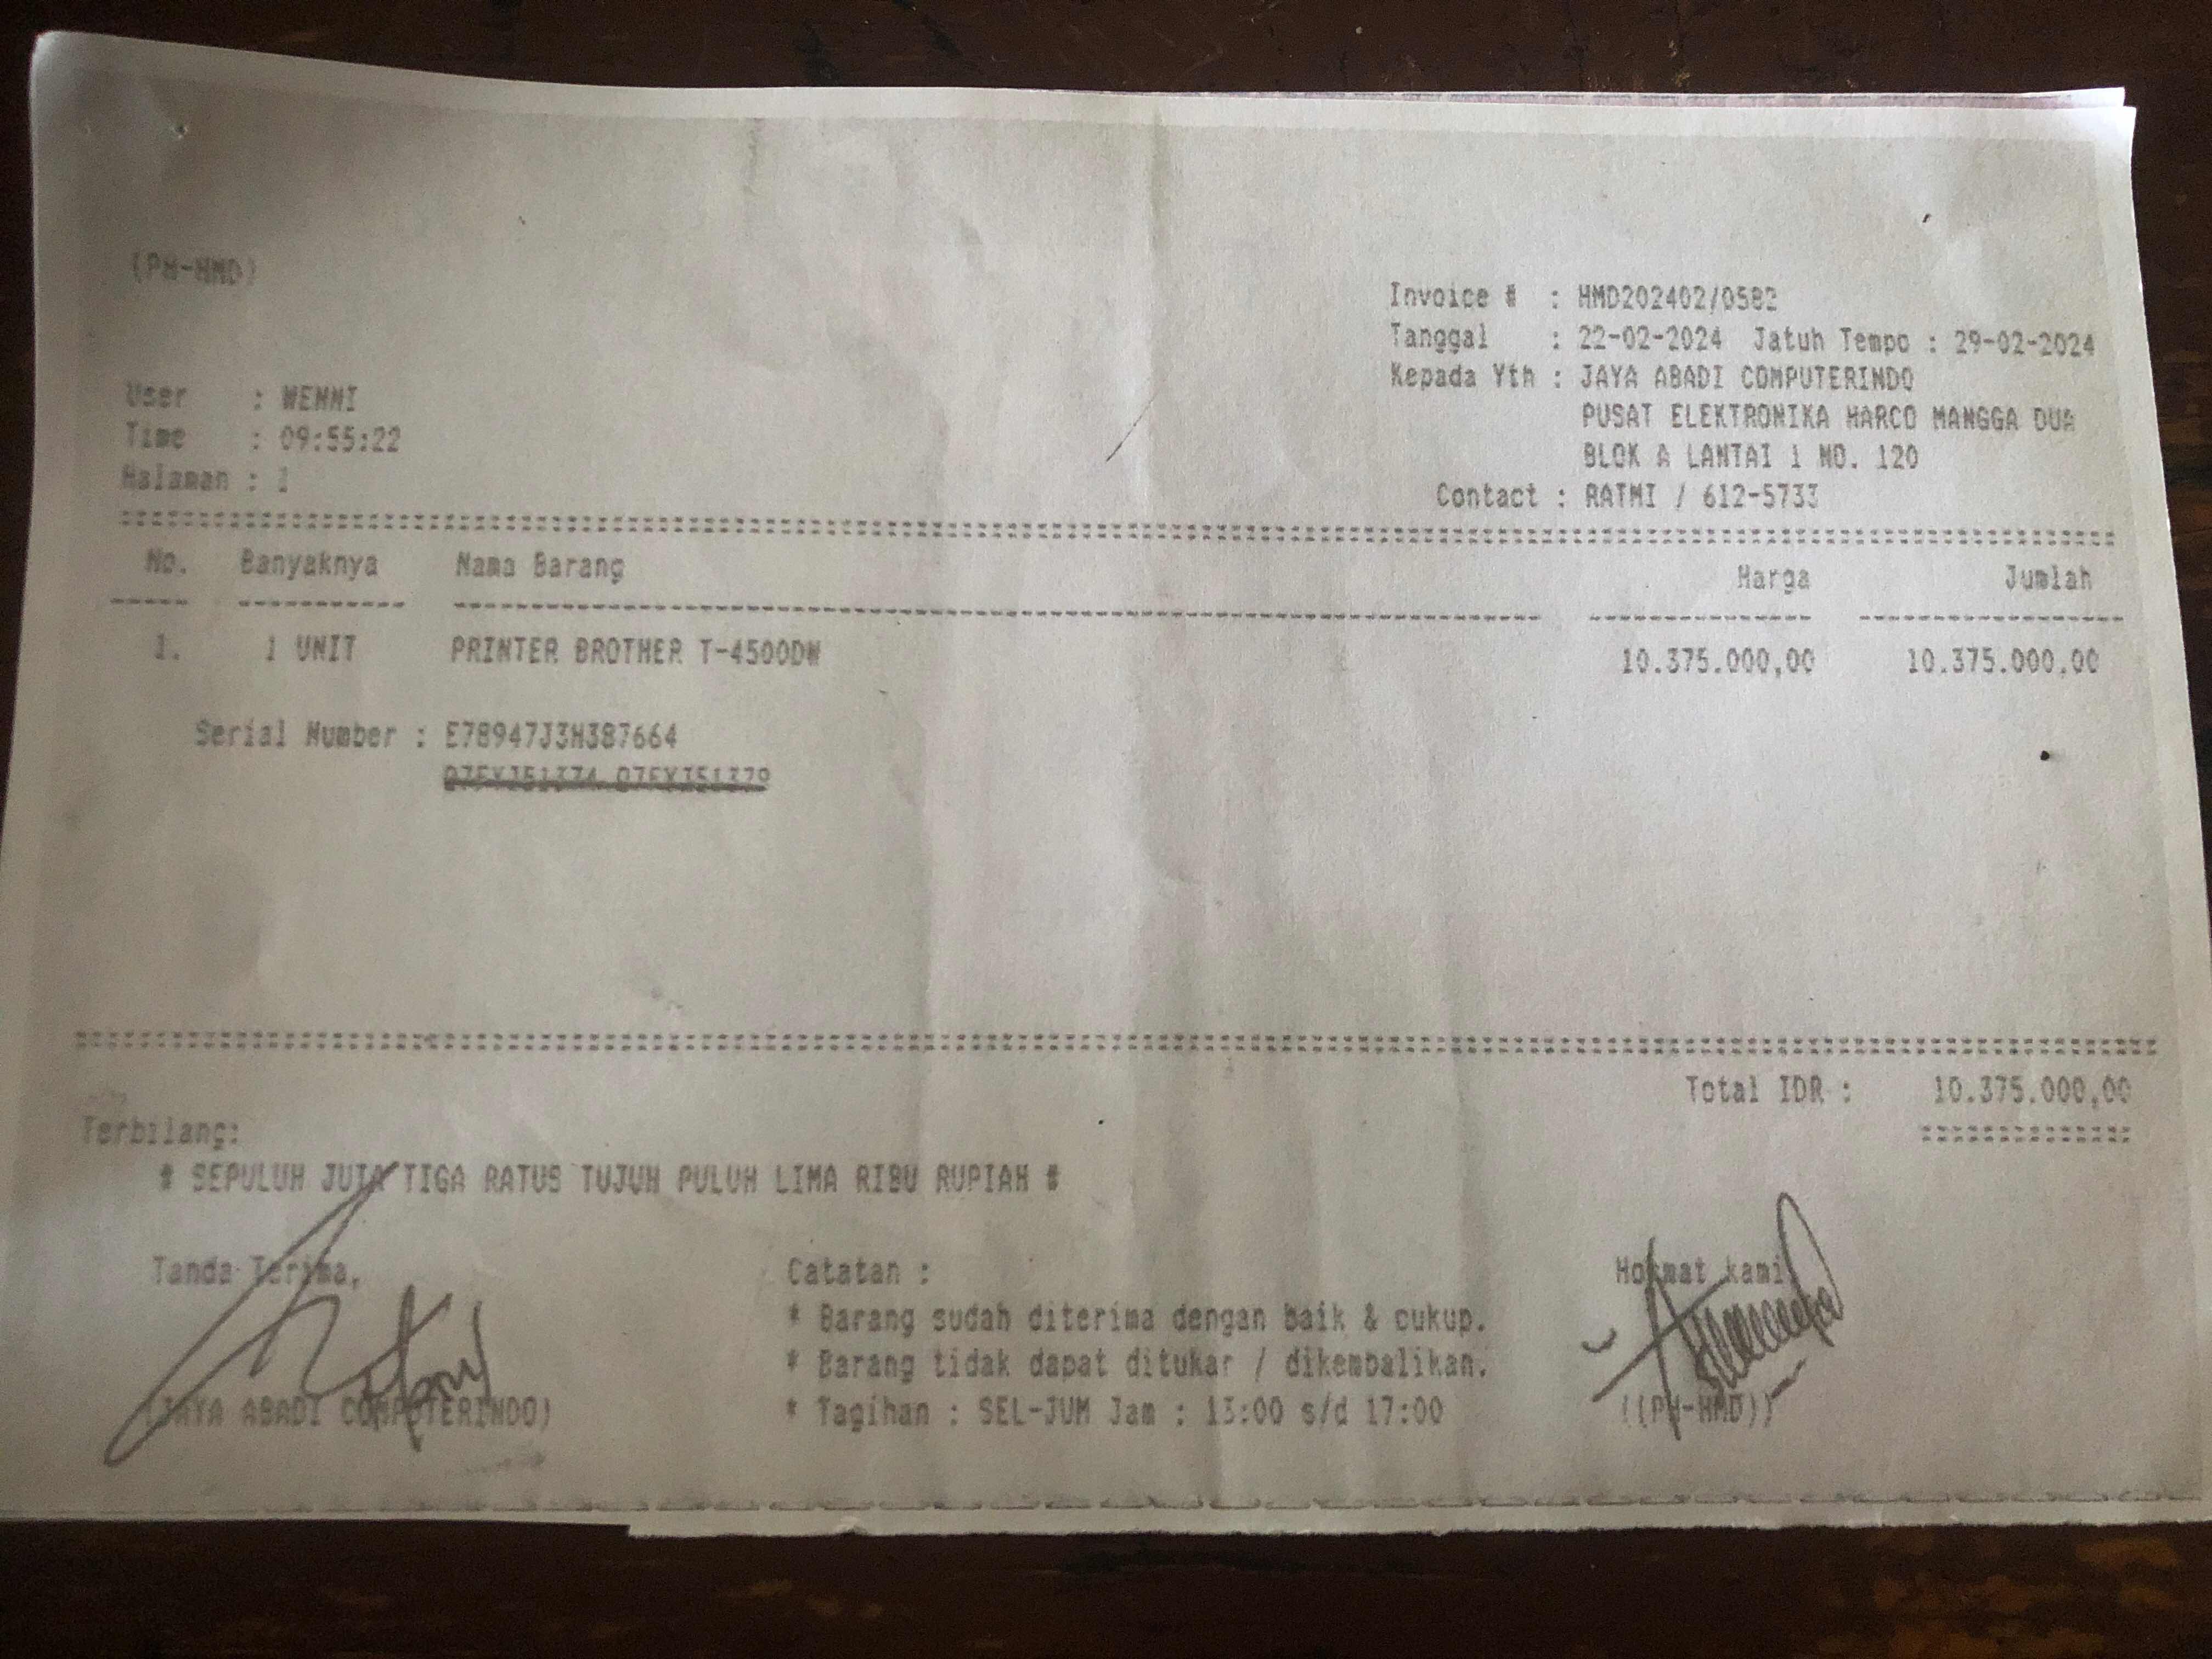 (PM-HMD)
Invoice # : HMD202402/0582
Tanggal : 22-02-2024 Jatuh Tempo : 29-02-2024
Kepada Yth : JAYA ABADI COMPUTERINDO
PUSAT ELEKTRONIKA HARCO MANGGA DUA
BLOK A LANTAI 1 NO. 120
Contact : RATMI / 612-5733
User : WENNI
Time : 09:55:22
Halaman : 1
No. Banyaknya Nama Barang Harga Jumlah
1. 1 UNIT PRINTER BROTHER T-4500DW 10.375.000,00 10.375.000,00
Serial Number : E78947J3H387664
Total IDR : 10.375.000,00
Terbilang:
# SEPULUH JUTA TIGA RATUS TUJUH PULUH LIMA RIBU RUPIAH #
Tanda Terima, Catatan : Hormat kami,
* Barang sudah diterima dengan baik & cukup.
* Barang tidak dapat ditukar / dikembalikan.
(JAYA ABADI COMPUTERINDO) * Tagihan : SEL-JUM Jam : 13:00 s/d 17:00 ((PM-HMD))